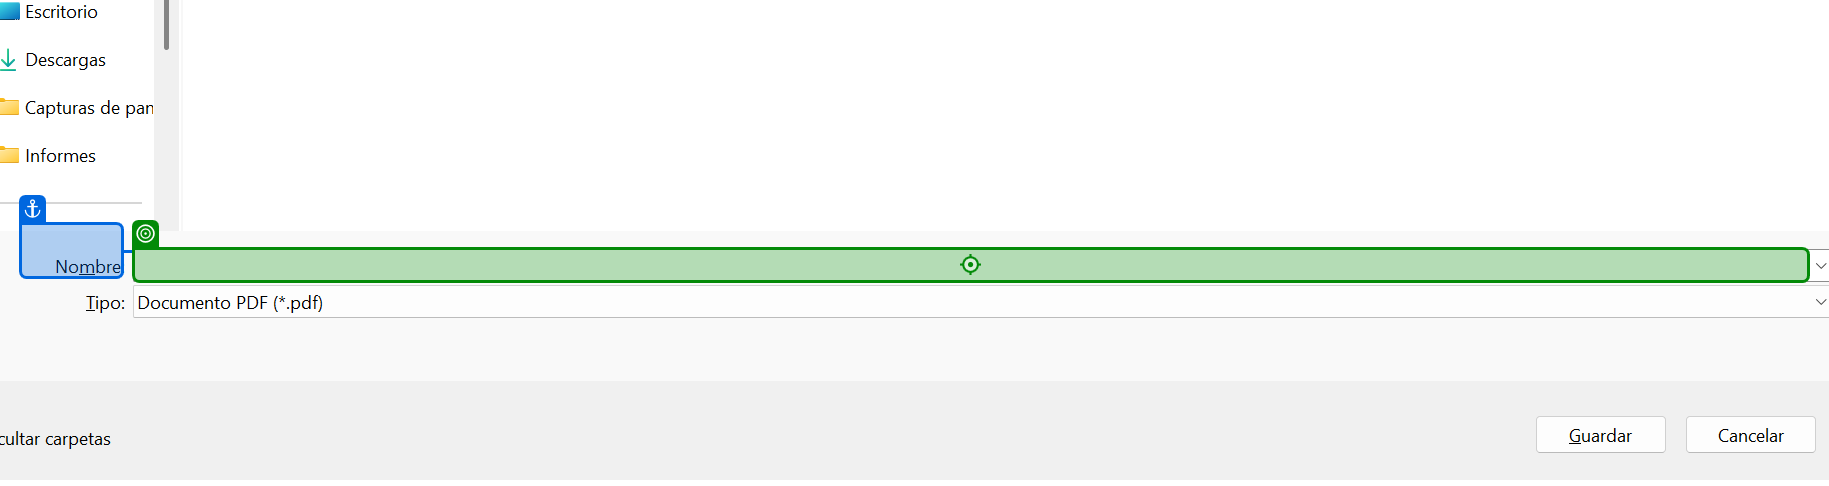 Escritorio
Descargas
Capturas de pan
Informes
Nombre
Tipo: Documento PDF (*.pdf)
cultar carpetas
Guardar Cancelar